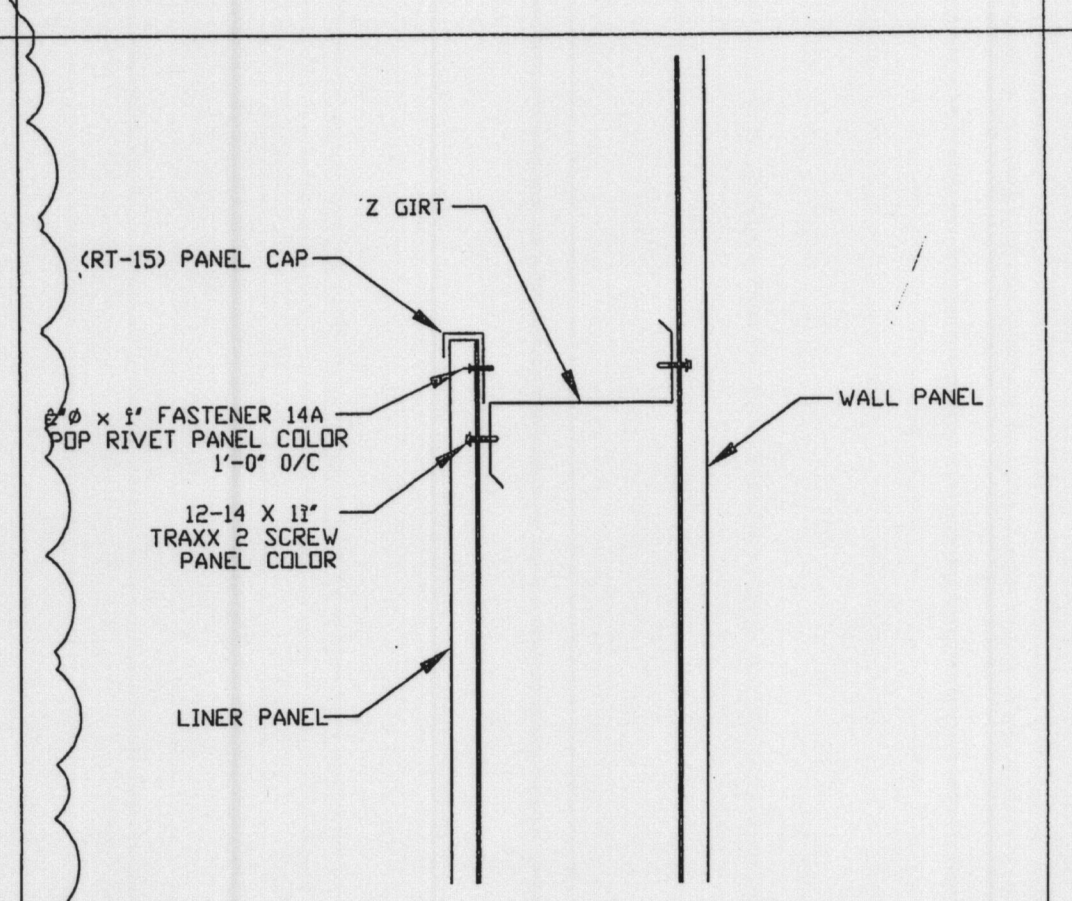 Z GIRT
(RT-15) PANEL CAP
WALL PANEL
FASTENER 14A
POP RIVET PANEL COLOR
1'-0" O/C
12-14 X
TRAXX 2 SCREW
PANEL COLOR
LINER PANEL